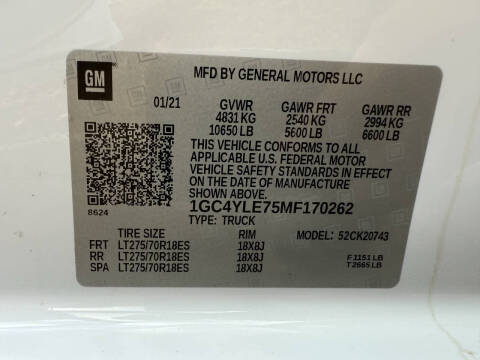 GM
MFD BY GENERAL MOTORS LLC
01/21 GVWR GAWR FRT GAWR RR
4831 KG 2540 KG 2994 KG
10650 LB 5600 LB 6600 LB
THIS VEHICLE CONFORMS TO ALL
APPLICABLE U.S. FEDERAL MOTOR
VEHICLE SAFETY STANDARDS IN EFFECT
ON THE DATE OF MANUFACTURE
SHOWN ABOVE.
8624 1GC4YLE75MF170262
TYPE: TRUCK
TIRE SIZE RIM MODEL: 52CK20743
FRT LT275/70R18ES 18X8J
RR LT275/70R18ES 18X8J F1151 LB
SPA LT275/70R18ES 18X8J T2665 LB